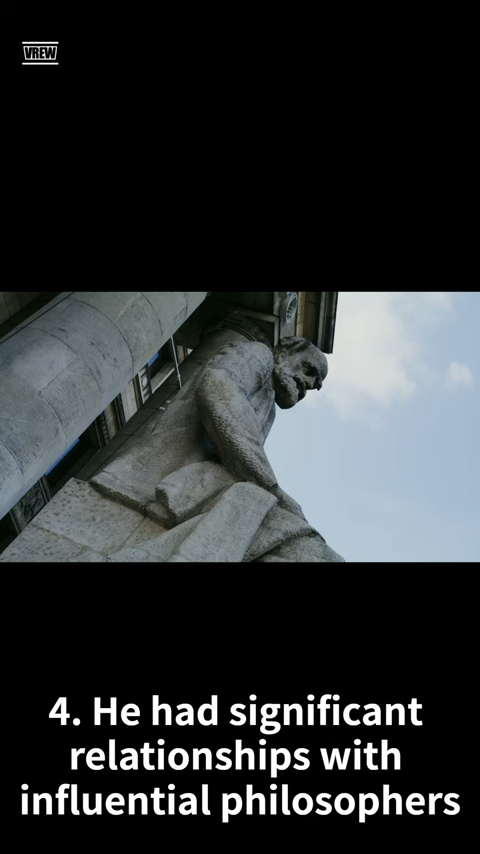 VREW
4. He had significant
relationships with
influential philosophers